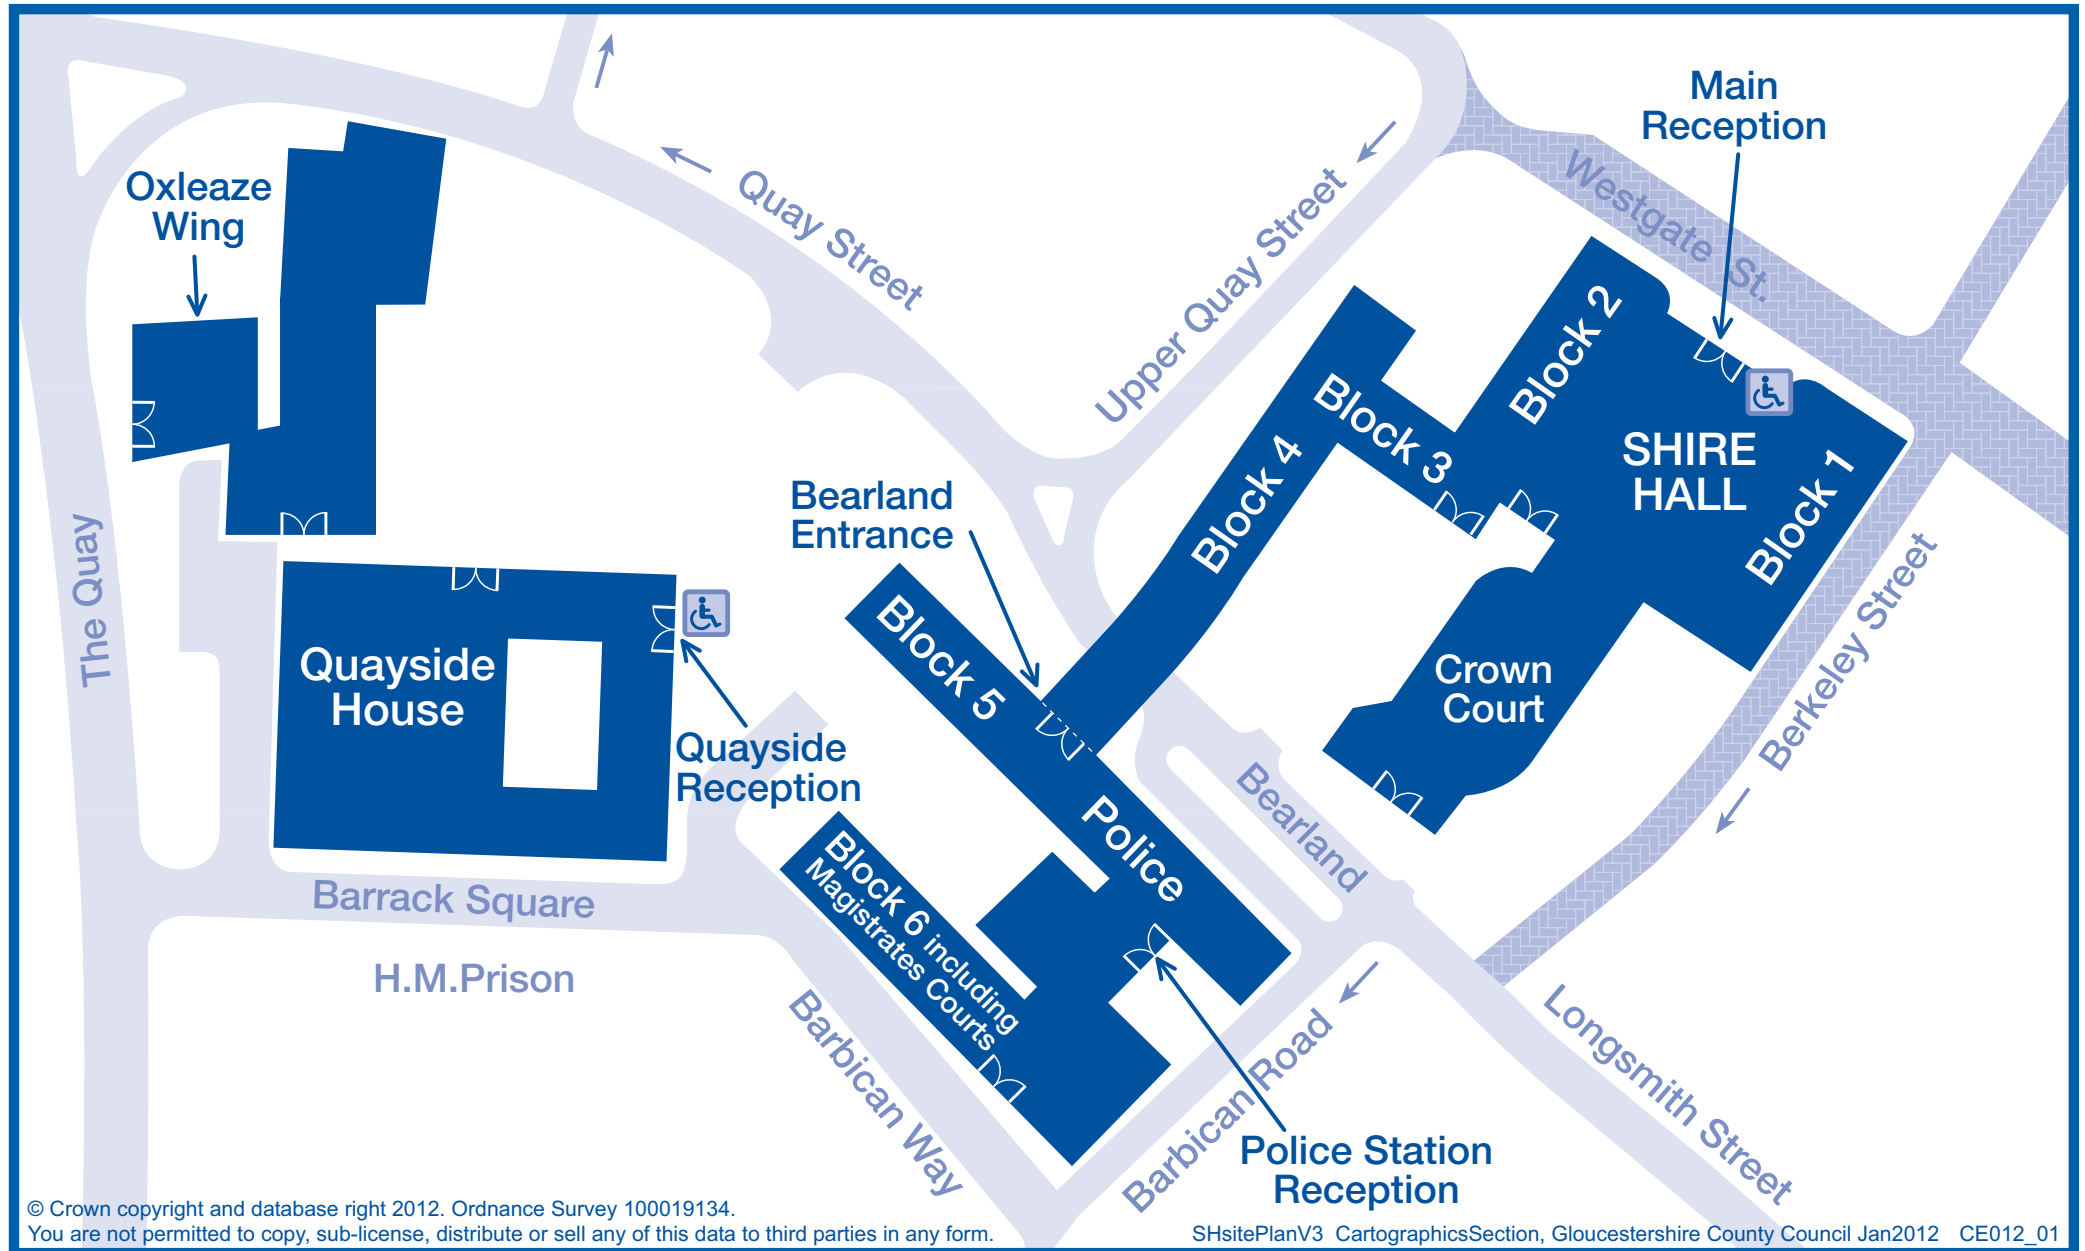 Main
Reception
Westgate St.
Oxleaze
Wing
Quay Street
Upper Quay Street
Block 2
Block 3
Block 4
SHIRE
HALL
Block 1
Bearland
Entrance
The Quay
Block 5
Quayside
House
Crown
Court
Berkeley Street
Quayside
Reception
Police
Bearland
Block 6 including
Magistrates Courts
Barrack Square
H.M.Prison
Barbican Way
Barbican Road
Longsmith Street
Police Station
Reception
© Crown copyright and database right 2012. Ordnance Survey 100019134.
You are not permitted to copy, sub-license, distribute or sell any of this data to third parties in any form.
SHsitePlanV3 CartographicsSection, Gloucestershire County Council Jan2012 CE012_01